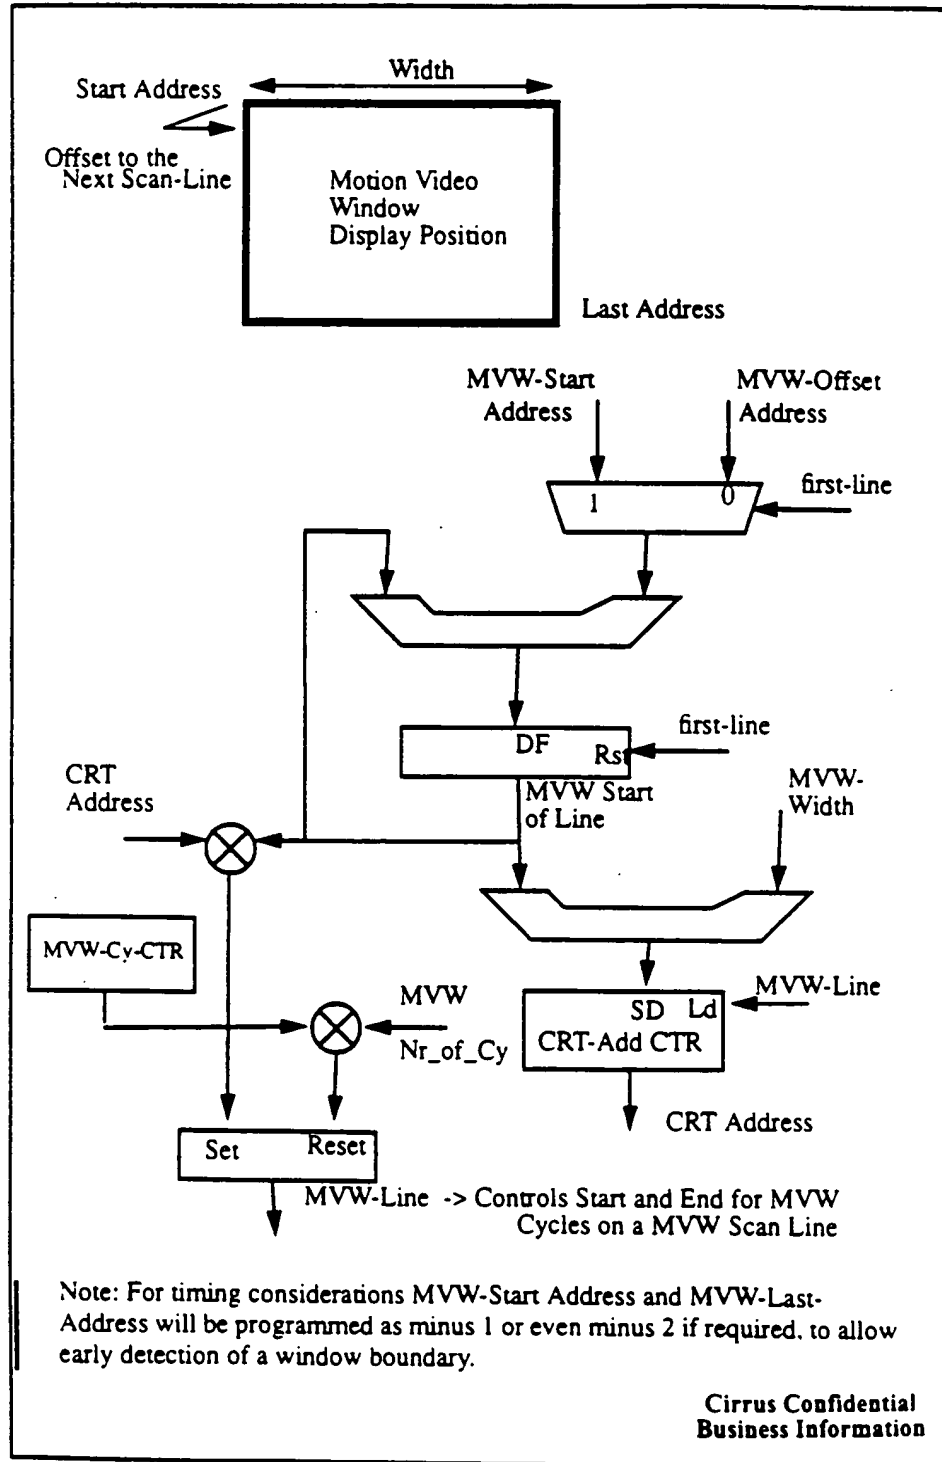 Width
Start Address
Offset to the
Next Scan-Line
Motion Video
Window
Display Position
Last Address
MVW-Start
Address
MVW-Offset
Address
1
0
first-line
DF
Rst
first-line
MVW Start
of Line
CRT
Address
MVW-
Width
MVW-Cy-CTR
MVW
Nr_of_Cy
MVW-Line
SD Ld
CRT-Add CTR
CRT Address
Set
Reset
MVW-Line -> Controls Start and End for MVW
Cycles on a MVW Scan Line
Note: For timing considerations MVW-Start Address and MVW-Last-
Address will be programmed as minus 1 or even minus 2 if required, to allow
early detection of a window boundary.
Cirrus Confidential
Business Information